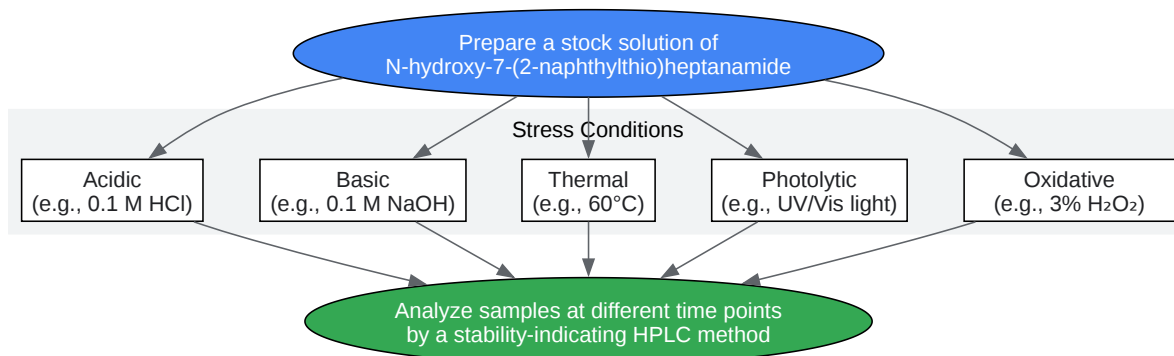 Prepare a stock solution of
N-hydroxy-7-(2-naphthylthio)heptanamide
Stress Conditions
Acidic
(e.g., 0.1 M HCl)
Basic
(e.g., 0.1 M NaOH)
Thermal
(e.g., 60°C)
Photolytic
(e.g., UV/Vis light)
Oxidative
(e.g., 3% H₂O₂)
Analyze samples at different time points
by a stability-indicating HPLC method